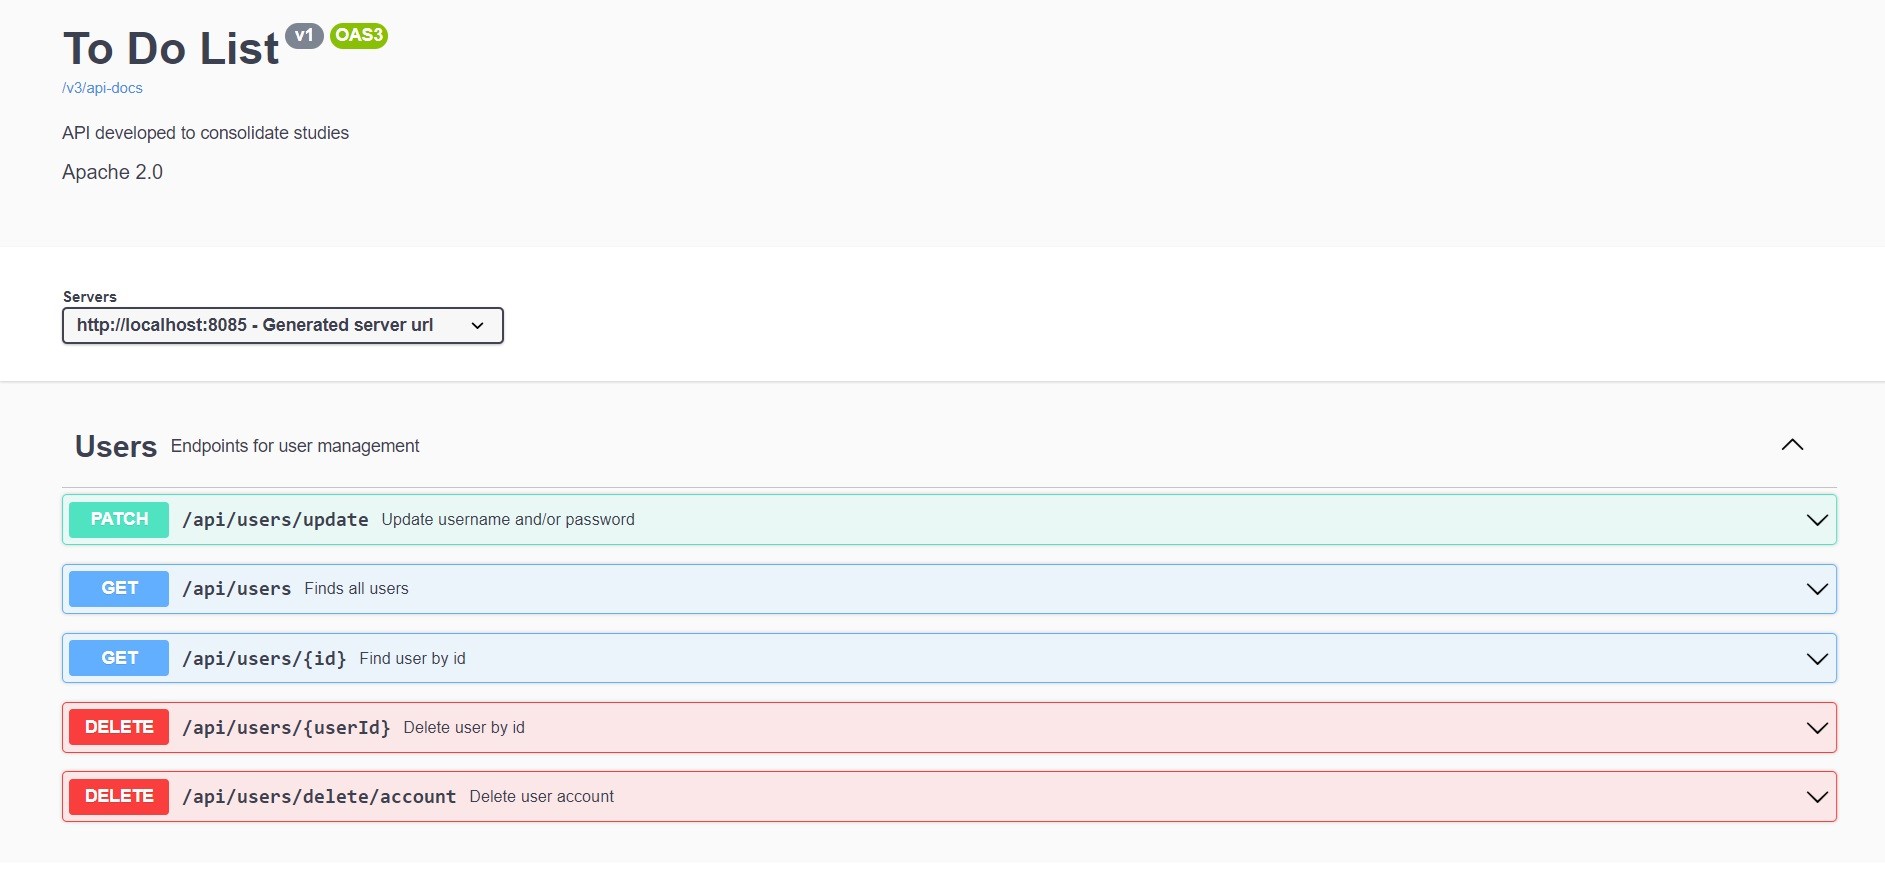 To Do List v1 OAS3
/v3/api-docs
API developed to consolidate studies
Apache 2.0
Servers
http://localhost:8085 - Generated server url
Users Endpoints for user management
PATCH /api/users/update Update username and/or password
GET /api/users Finds all users
GET /api/users/{id} Find user by id
DELETE /api/users/{userId} Delete user by id
DELETE /api/users/delete/account Delete user account